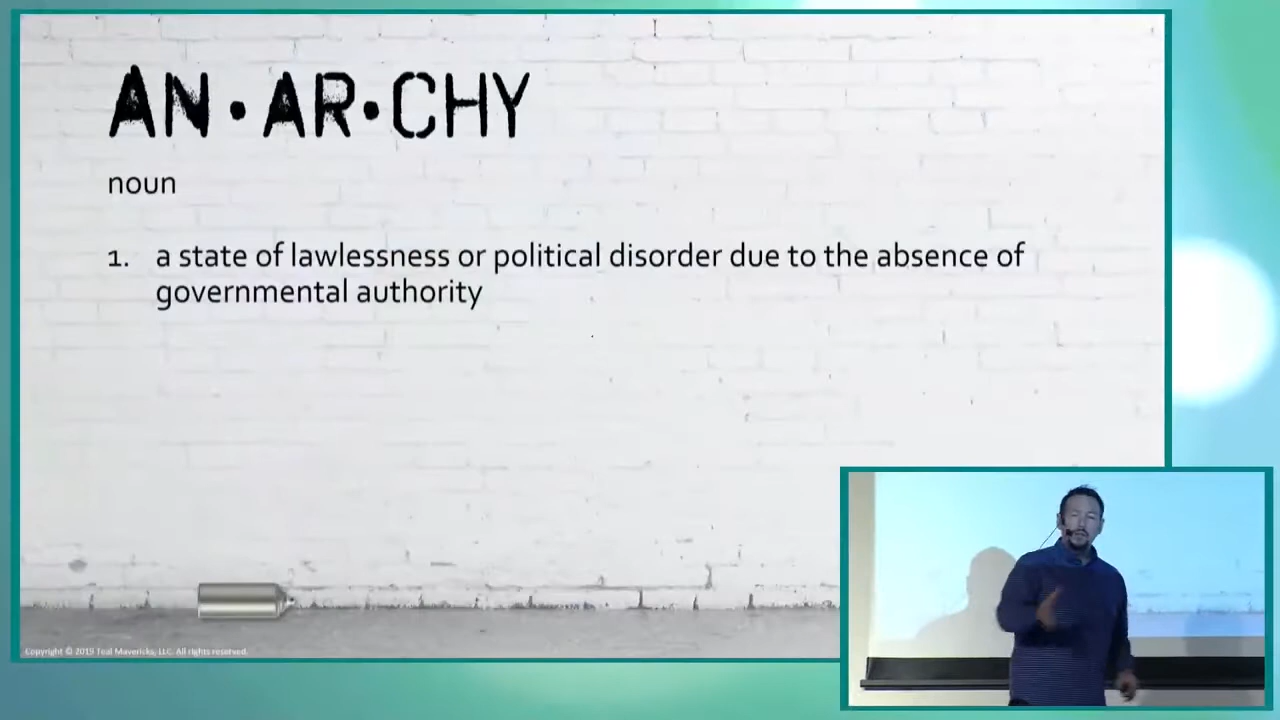 AN•AR•CHY
noun
1. a state of lawlessness or political disorder due to the absence of
governmental authority
Copyright © 2019 Teal Mavericks, LLC. All rights reserved.